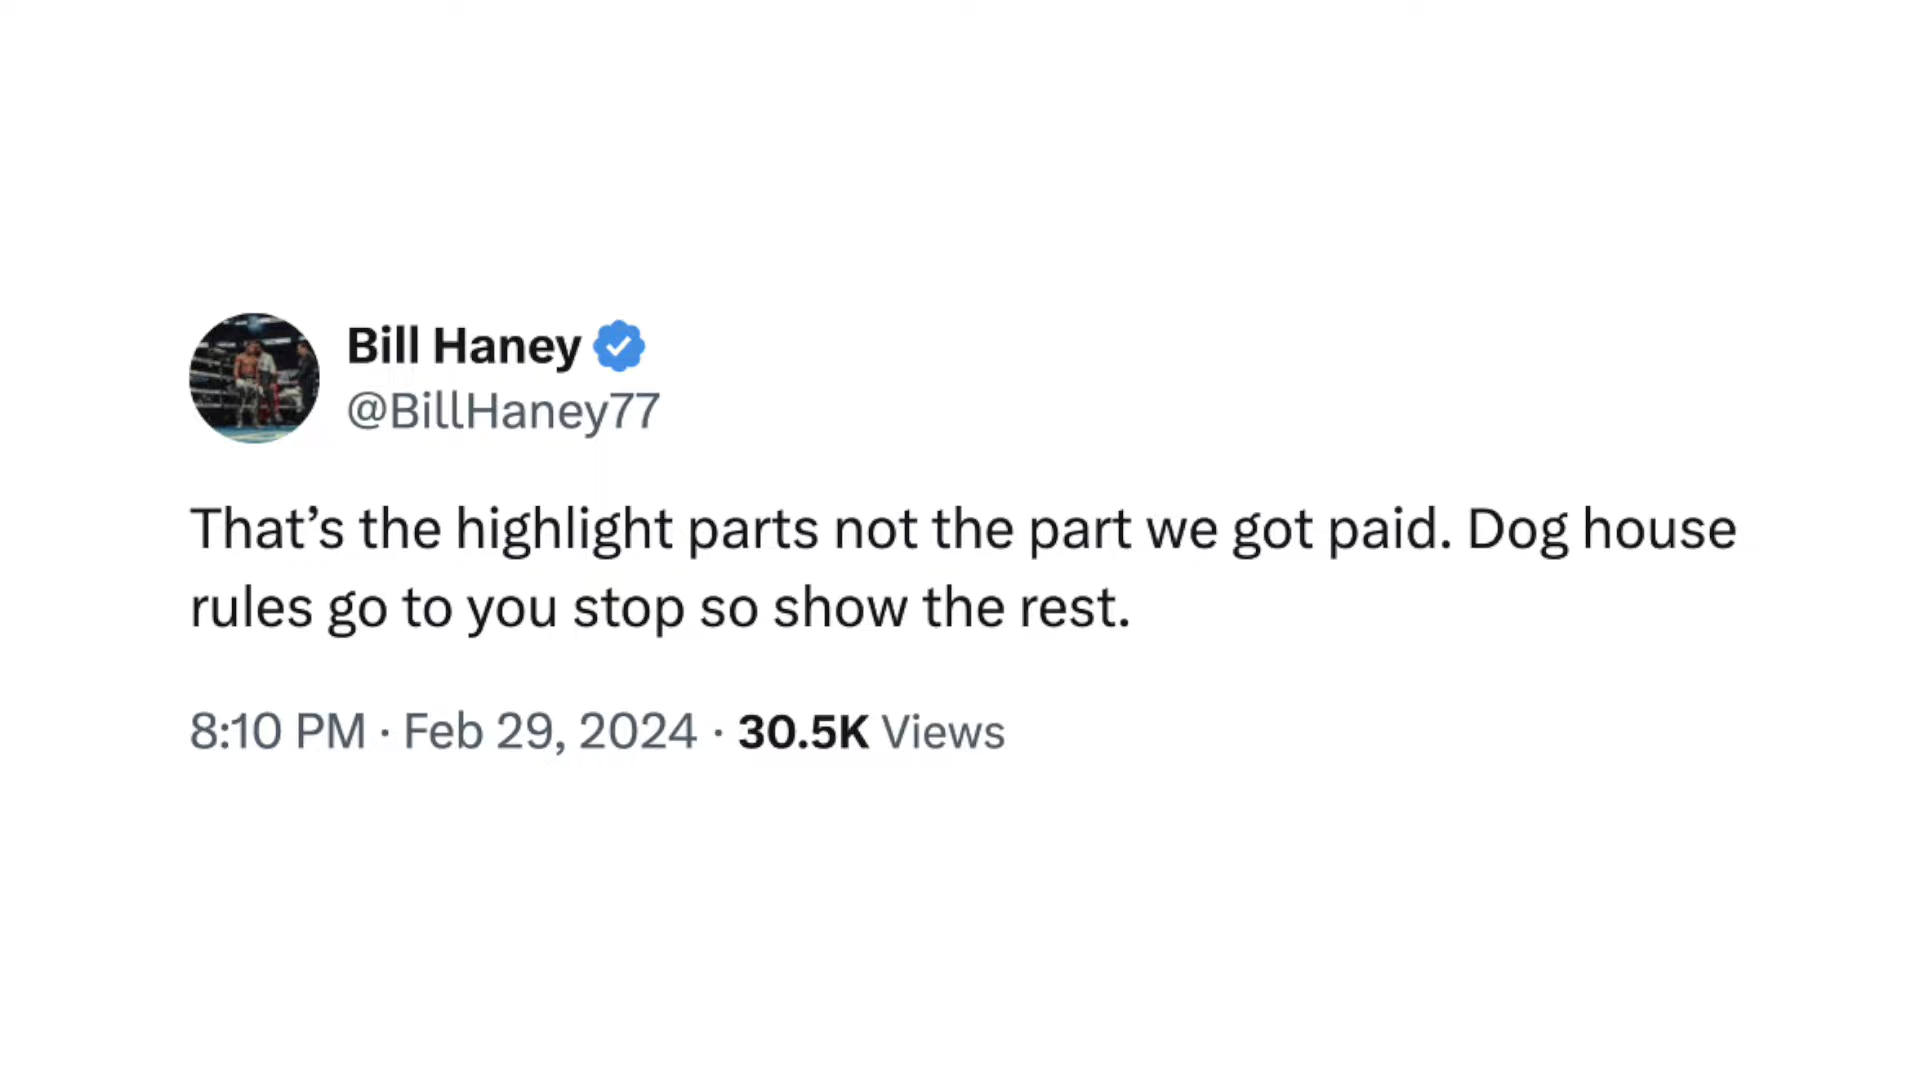 Bill Haney
@BillHaney77
That’s the highlight parts not the part we got paid. Dog house
rules go to you stop so show the rest.
8:10 PM · Feb 29, 2024 · 30.5K Views